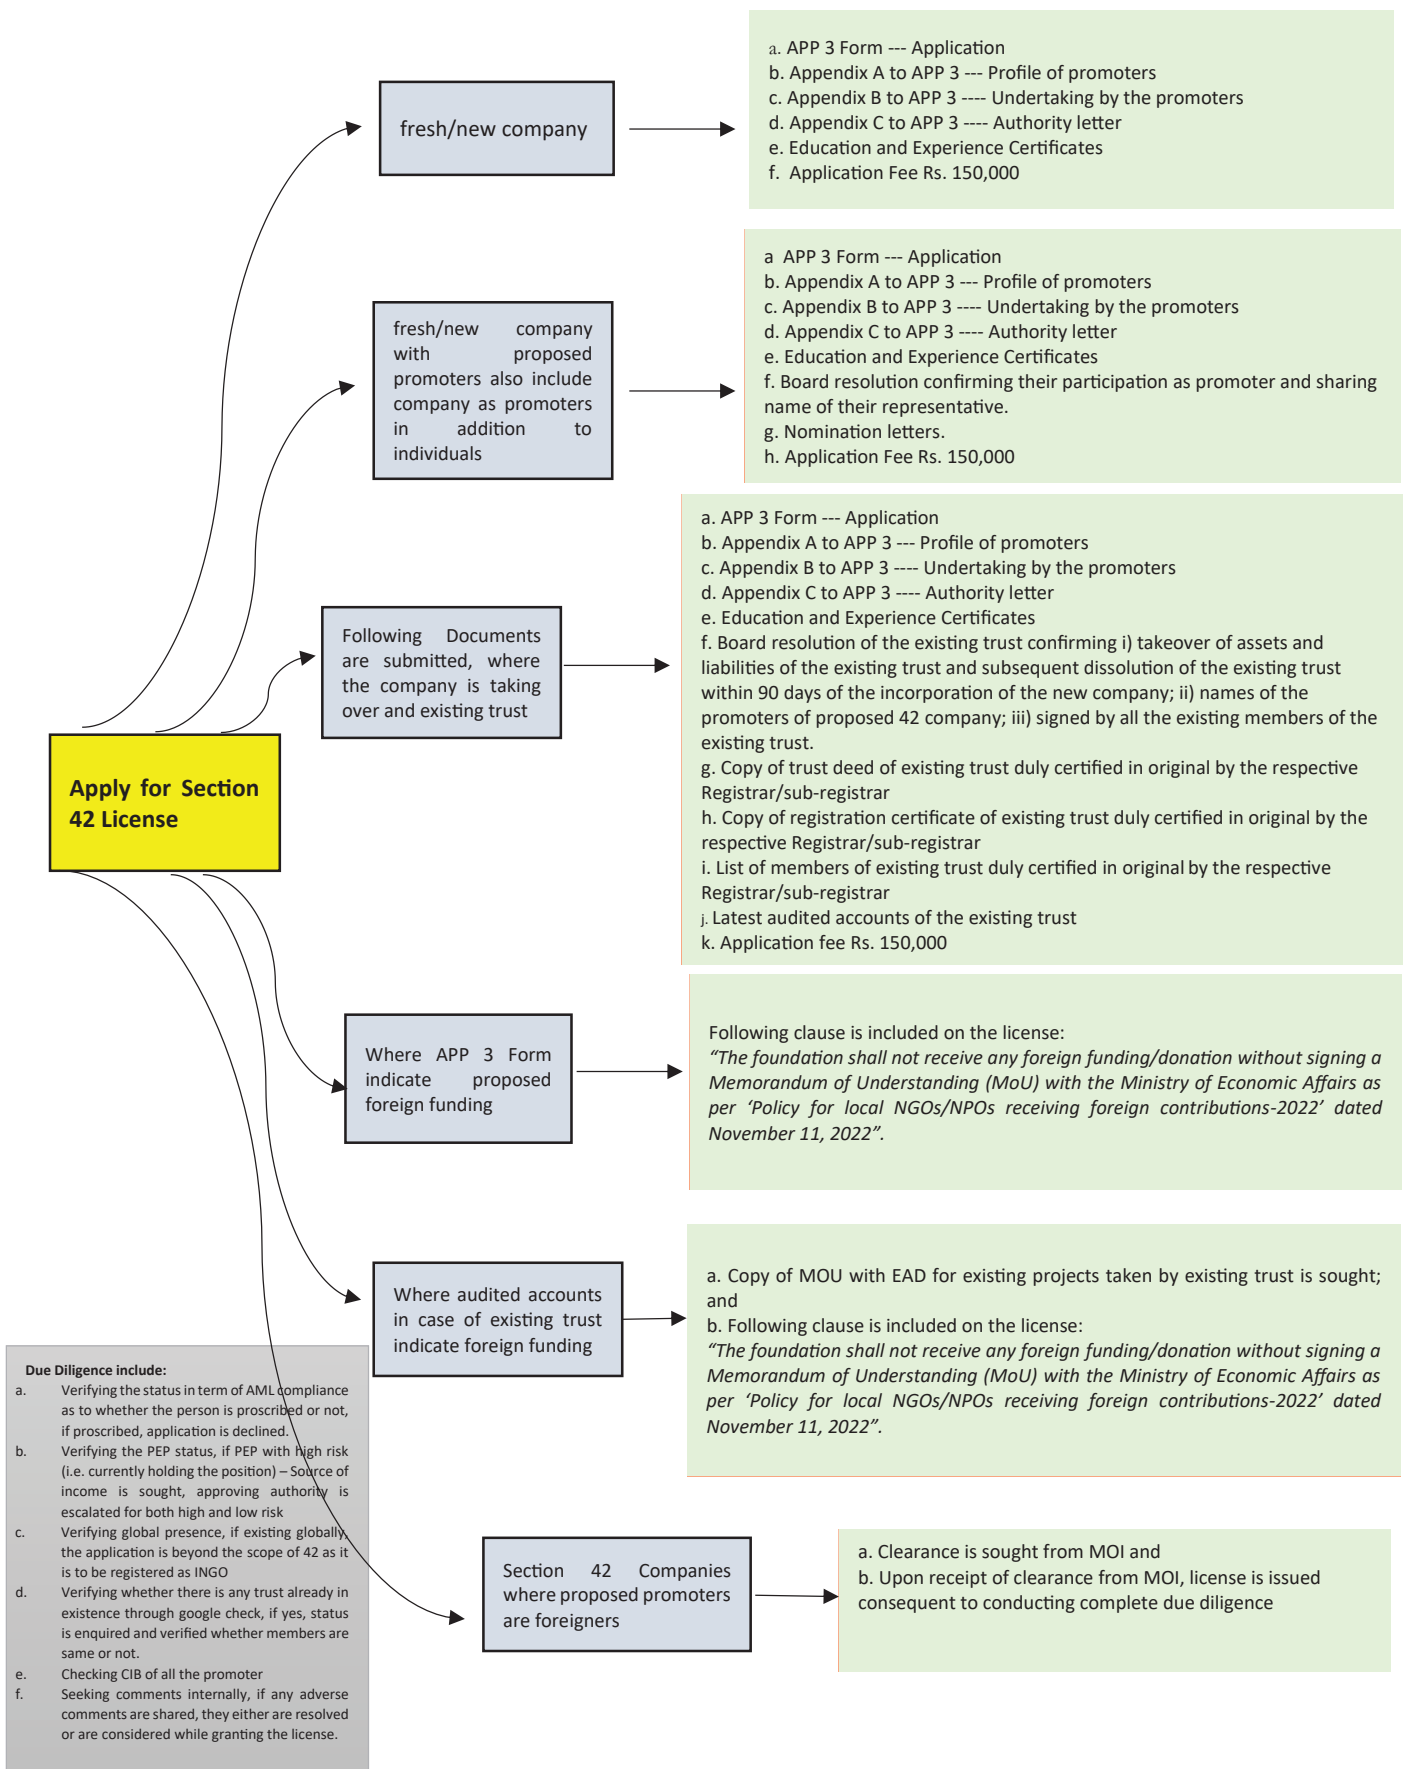 a. APP 3 Form --- Application
b. Appendix A to APP 3 --- Profile of promoters
c. Appendix B to APP 3 ---- Undertaking by the promoters
d. Appendix C to APP 3 ---- Authority letter
e. Education and Experience Certificates
f. Application Fee Rs. 150,000
fresh/new company
a APP 3 Form --- Application
b. Appendix A to APP 3 --- Profile of promoters
c. Appendix B to APP 3 ---- Undertaking by the promoters
d. Appendix C to APP 3 ---- Authority letter
e. Education and Experience Certificates
f. Board resolution confirming their participation as promoter and sharing
name of their representative.
g. Nomination letters.
h. Application Fee Rs. 150,000
fresh/new company
with proposed
promoters also include
company as promoters
in addition to
individuals
a. APP 3 Form --- Application
b. Appendix A to APP 3 --- Profile of promoters
c. Appendix B to APP 3 ---- Undertaking by the promoters
d. Appendix C to APP 3 ---- Authority letter
e. Education and Experience Certificates
f. Board resolution of the existing trust confirming i) takeover of assets and
liabilities of the existing trust and subsequent dissolution of the existing trust
within 90 days of the incorporation of the new company; ii) names of the
promoters of proposed 42 company; iii) signed by all the existing members of the
existing trust.
g. Copy of trust deed of existing trust duly certified in original by the respective
Registrar/sub-registrar
h. Copy of registration certificate of existing trust duly certified in original by the
respective Registrar/sub-registrar
i. List of members of existing trust duly certified in original by the respective
Registrar/sub-registrar
j. Latest audited accounts of the existing trust
k. Application fee Rs. 150,000
Following Documents
are submitted, where
the company is taking
over and existing trust
Apply for Section
42 License
Where APP 3 Form
indicate proposed
foreign funding
Following clause is included on the license:
“The foundation shall not receive any foreign funding/donation without signing a
Memorandum of Understanding (MoU) with the Ministry of Economic Affairs as
per ‘Policy for local NGOs/NPOs receiving foreign contributions-2022’ dated
November 11, 2022”.
Where audited accounts
in case of existing trust
indicate foreign funding
a. Copy of MOU with EAD for existing projects taken by existing trust is sought;
and
b. Following clause is included on the license:
“The foundation shall not receive any foreign funding/donation without signing a
Memorandum of Understanding (MoU) with the Ministry of Economic Affairs as
per ‘Policy for local NGOs/NPOs receiving foreign contributions-2022’ dated
November 11, 2022”.
Due Diligence include:
a. Verifying the status in term of AML compliance
as to whether the person is proscribed or not,
if proscribed, application is declined.
b. Verifying the PEP status, if PEP with high risk
(i.e. currently holding the position) – Source of
income is sought, approving authority is
escalated for both high and low risk
c. Verifying global presence, if existing globally,
the application is beyond the scope of 42 as it
is to be registered as INGO
d. Verifying whether there is any trust already in
existence through google check, if yes, status
is enquired and verified whether members are
same or not.
e. Checking CIB of all the promoter
f. Seeking comments internally, if any adverse
comments are shared, they either are resolved
or are considered while granting the license.
Section 42 Companies
where proposed promoters
are foreigners
a. Clearance is sought from MOI and
b. Upon receipt of clearance from MOI, license is issued
consequent to conducting complete due diligence